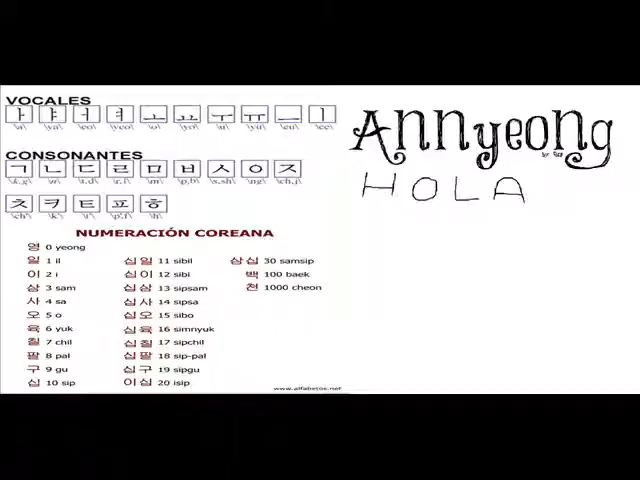 VOCALES
ㅏ ㅑ ㅓ ㅕ ㅗ ㅛ ㅜ ㅠ ㅡ ㅣ
CONSONANTES
ㄱ ㄴ ㄷ ㄹ ㅁ ㅂ ㅅ ㅇ ㅈ
ㅊ ㅋ ㅌ ㅍ ㅎ
NUMERACIÓN COREANA
영 0 yeong
일 1 il
이 2 i
삼 3 sam
사 4 sa
오 5 o
육 6 yuk
칠 7 chil
팔 8 pal
구 9 gu
십 10 sip
십일 11 sibil
십이 12 sibi
십삼 13 sipsam
십사 14 sipsa
십오 15 sibo
십육 16 simnyuk
십칠 17 sipchil
십팔 18 sip-pal
십구 19 sipgu
이십 20 isip
삼십 30 samsip
백 100 baek
천 1000 cheon
www.alfabetos.net
Annyeong
HOLA